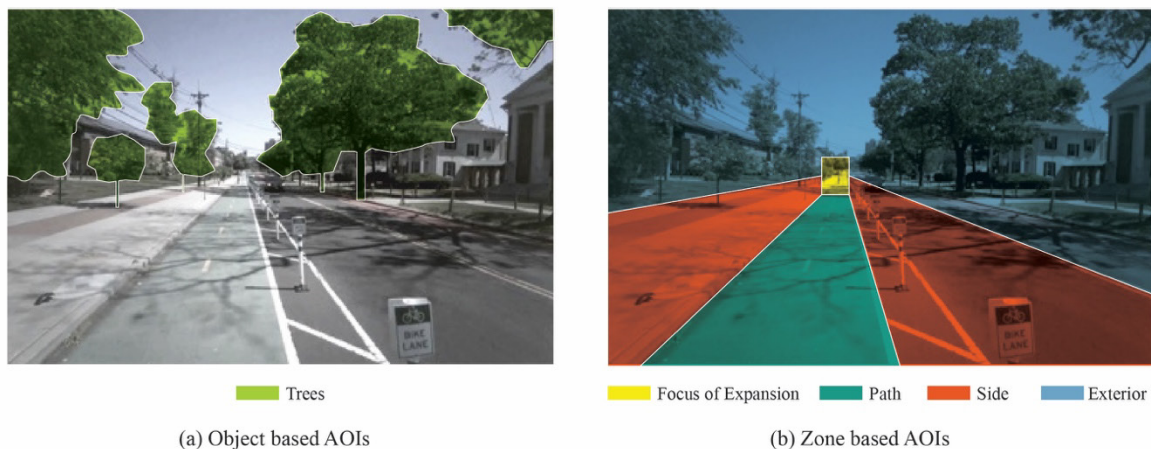 BIKE
LANE
Trees
Focus of Expansion
Path
Side
Exterior
(a) Object based AOIs
(b) Zone based AOIs
BIKE
LANE